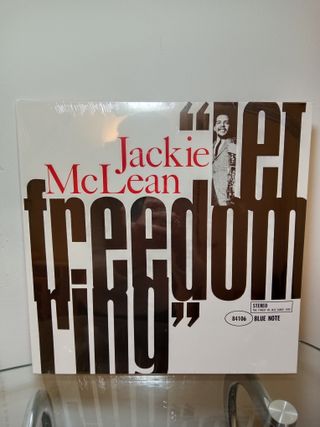 Jackie
McLean
“let
freedom
ring”
STEREO
84106 BLUE NOTE